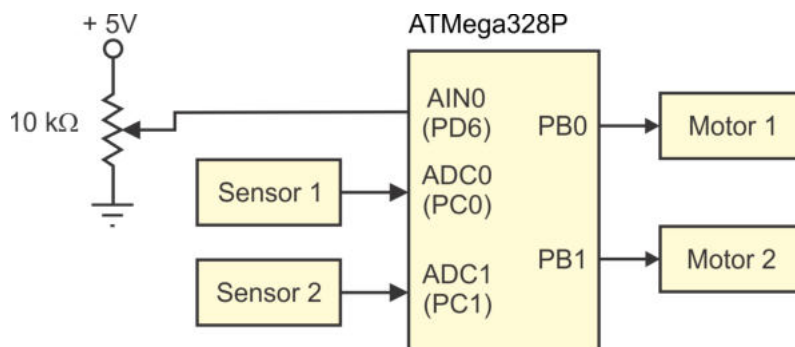 ATMega328P
+ 5V
10 kΩ
AIN0
(PD6)
PB0
Motor 1
Sensor 1
ADC0
(PC0)
Sensor 2
ADC1
(PC1)
PB1
Motor 2